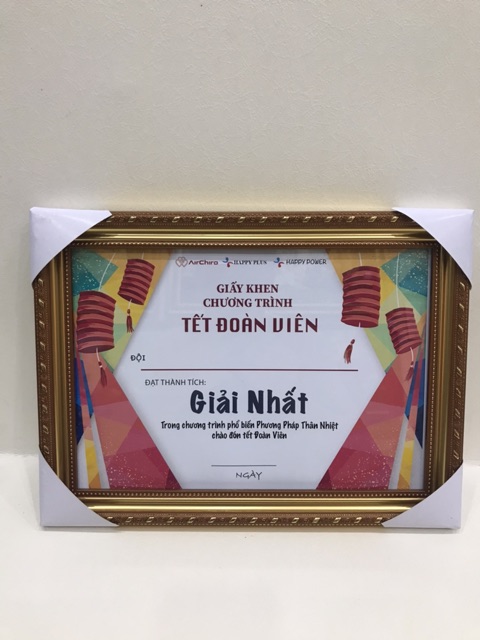 AirChiro HAPPY PLUS HAPPY POWER
GIẤY KHEN
CHƯƠNG TRÌNH
TẾT ĐOÀN VIÊN
ĐỘI
ĐẠT THÀNH TÍCH:
Giải Nhất
Trong chương trình phổ biến Phương Pháp Thân Nhiệt
chào đón tết Đoàn Viên
NGÀY